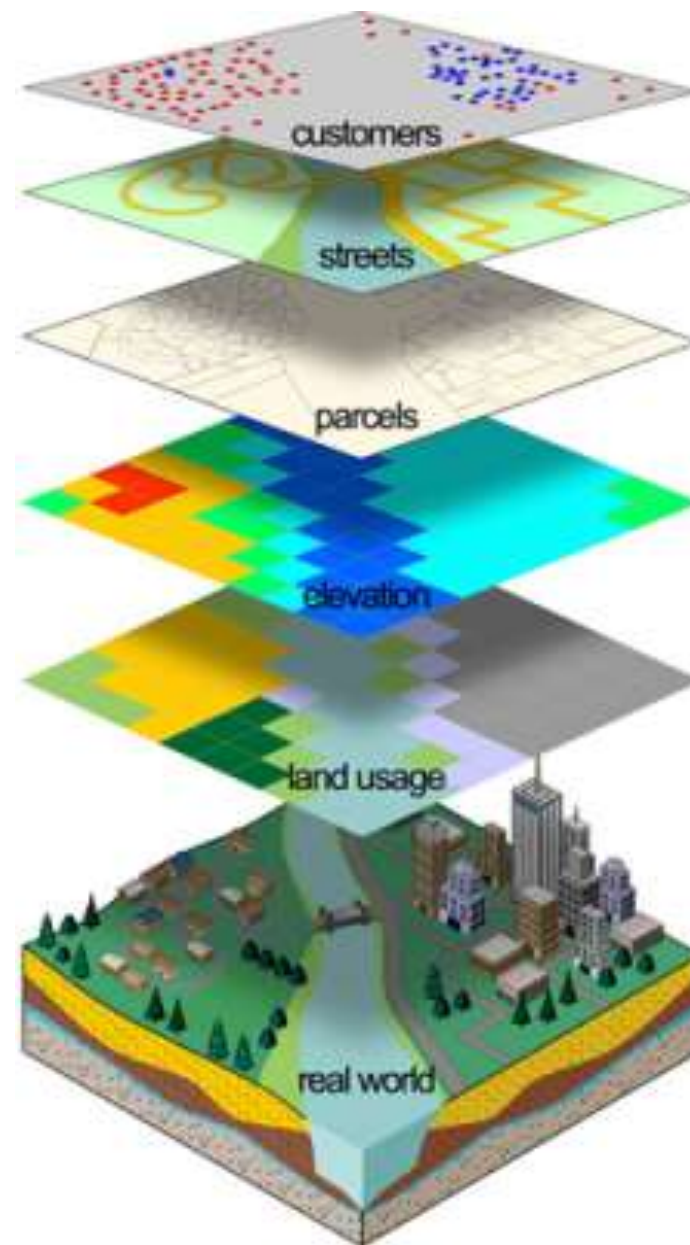 customers
streets
parcels
elevation
land usage
real world